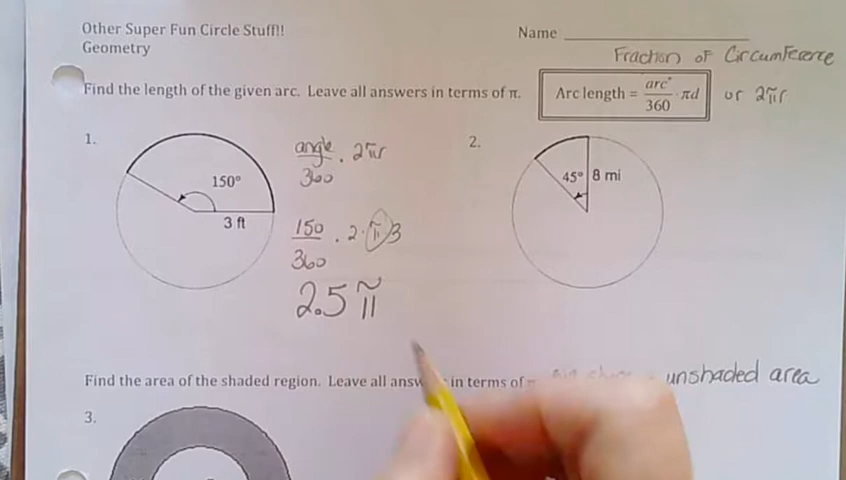 Other Super Fun Circle Stuff!!
Name
Geometry
Fraction of Circumference
Find the length of the given arc. Leave all answers in terms of π.
Arc length = arc°/360 · πd
or 2πr
1.
150°
3 ft
angle/360 · 2πr
150/360 · 2·π3
2.5π
2.
45°
8 mi
Find the area of the shaded region. Leave all answ in terms of π
unshaded area
3.